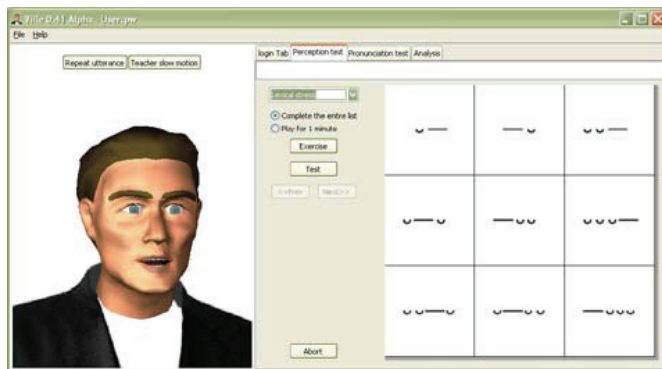 Ville 0.41 Alpha - User:pw
File Help
Repeat utterance Teacher slow motion
login Tab Perception test Pronunciation test Analysis
Lexical stress
Complete the entire list
Play for 1 minute
Exercise
Test
<<Prev Next>>
Abort